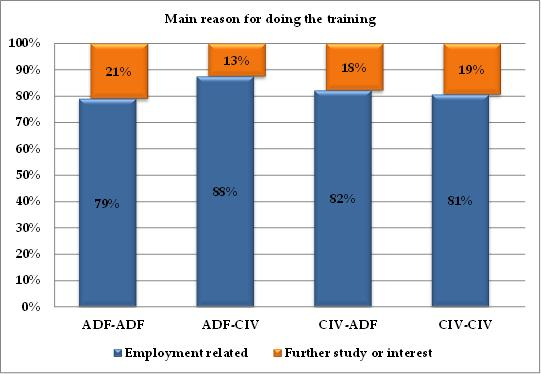 Main reason for doing the training
100%
90%
80%
70%
60%
50%
40%
30%
20%
10%
0%
21%
13%
18%
19%
79%
88%
82%
81%
ADF-ADF
ADF-CIV
CIV-ADF
CIV-CIV
Employment related
Further study or interest